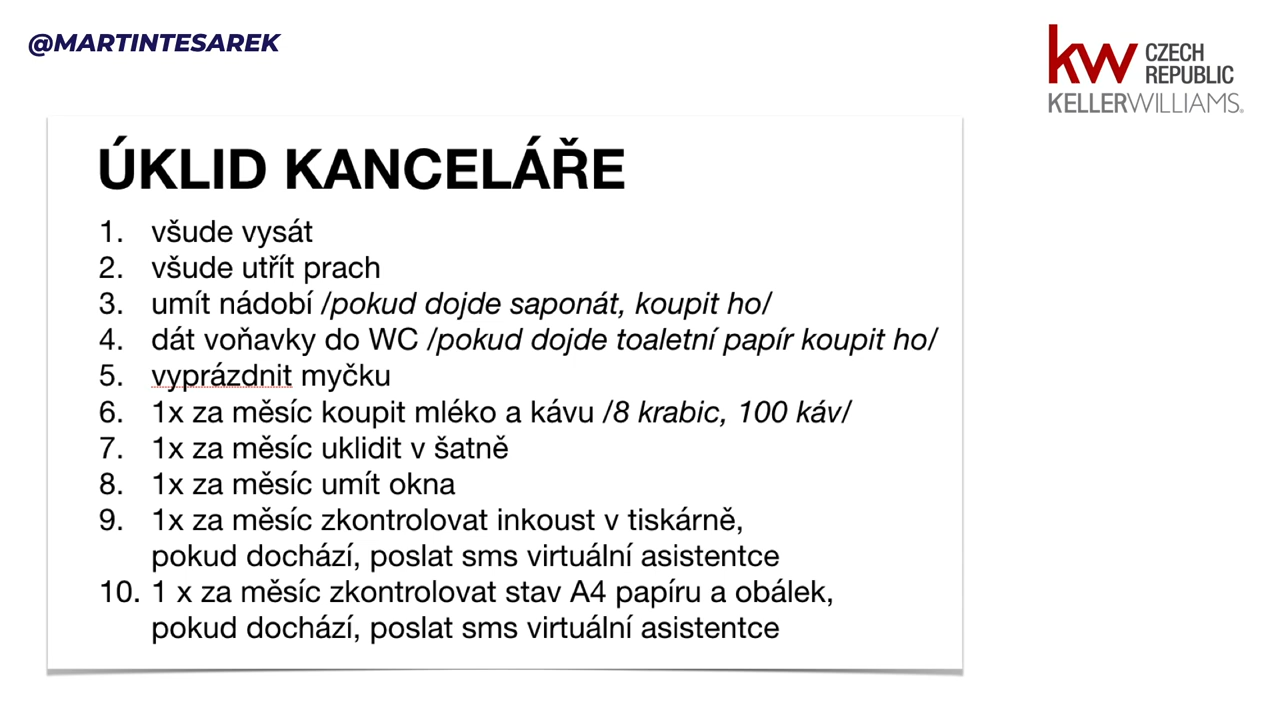 @MARTINTESAREK
kw CZECH REPUBLIC
KELLERWILLIAMS®
ÚKLID KANCELÁŘE
1. všude vysát
2. všude utřít prach
3. umít nádobí /pokud dojde saponát, koupit ho/
4. dát voňavky do WC /pokud dojde toaletní papír koupit ho/
5. vyprázdnit myčku
6. 1x za měsíc koupit mléko a kávu /8 krabic, 100 káv/
7. 1x za měsíc uklidit v šatně
8. 1x za měsíc umít okna
9. 1x za měsíc zkontrolovat inkoust v tiskárně,
pokud dochází, poslat sms virtuální asistentce
10. 1 x za měsíc zkontrolovat stav A4 papíru a obálek,
pokud dochází, poslat sms virtuální asistentce